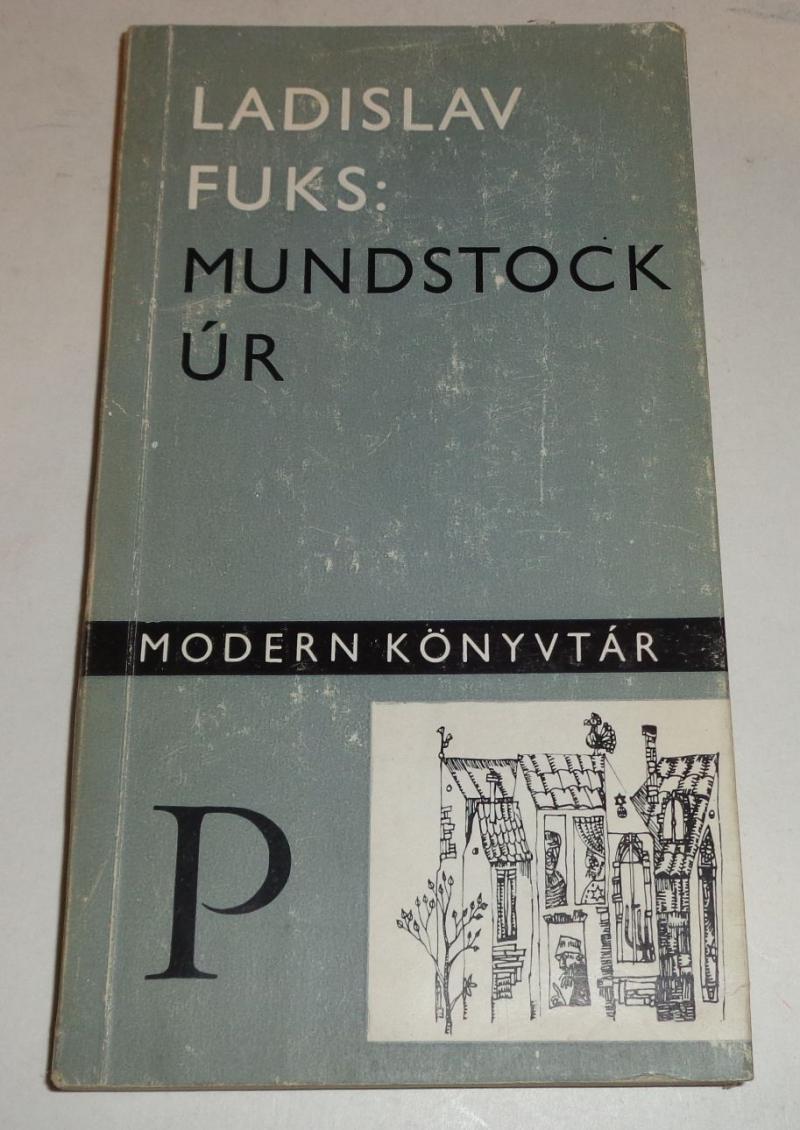 LADISLAV
FUKS:
MUNDSTOCK
ÚR
MODERN KÖNYVTÁR
P